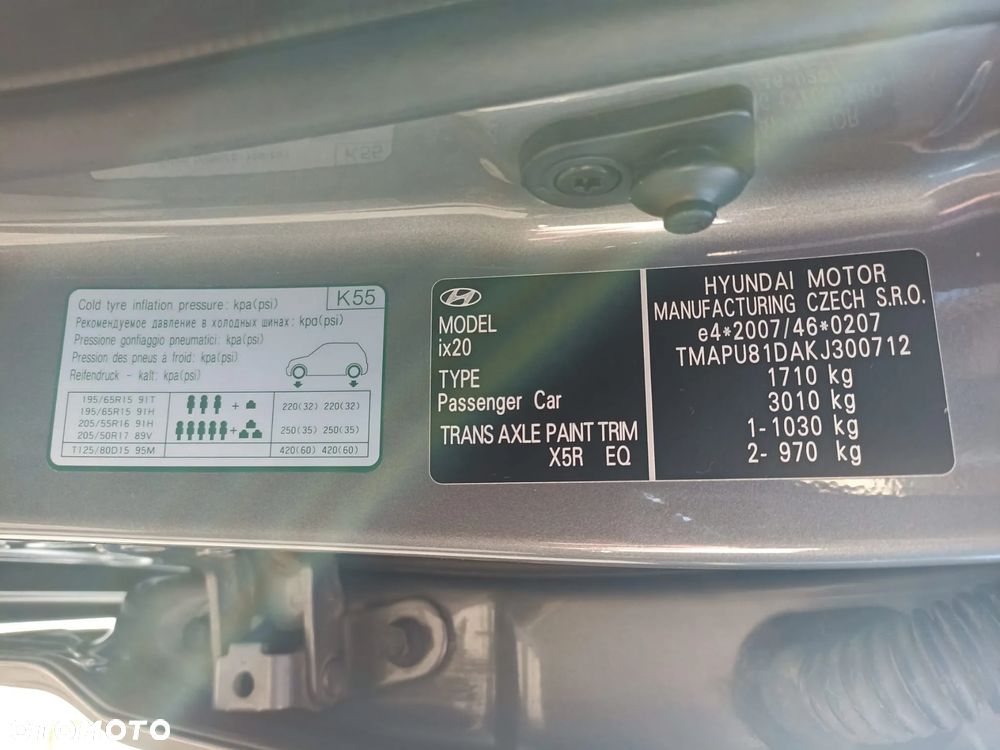 Cold tyre inflation pressure: kpa(psi) K55
Рекомендуемое давление в холодных шинах: kpa(psi)
Pressione gonfiaggio pneumatici: kpa(psi)
Pression des pneus a froid: kpa(psi)
Reifendruck - kalt: kpa(psi)
195/65R15 91T
195/65R15 91H
205/55R16 91H
205/50R17 89V
+
220(32) 220(32)
+
250(35) 250(35)
T125/80D15 95M 420(60) 420(60)
MODEL
ix20
TYPE
Passenger Car
TRANS AXLE PAINT TRIM
X5R EQ
HYUNDAI MOTOR
MANUFACTURING CZECH S.R.O.
e4*2007/46*0207
TMAPU81DAKJ300712
1710 kg
3010 kg
1-1030 kg
2- 970 kg
K55
OTOMOTO